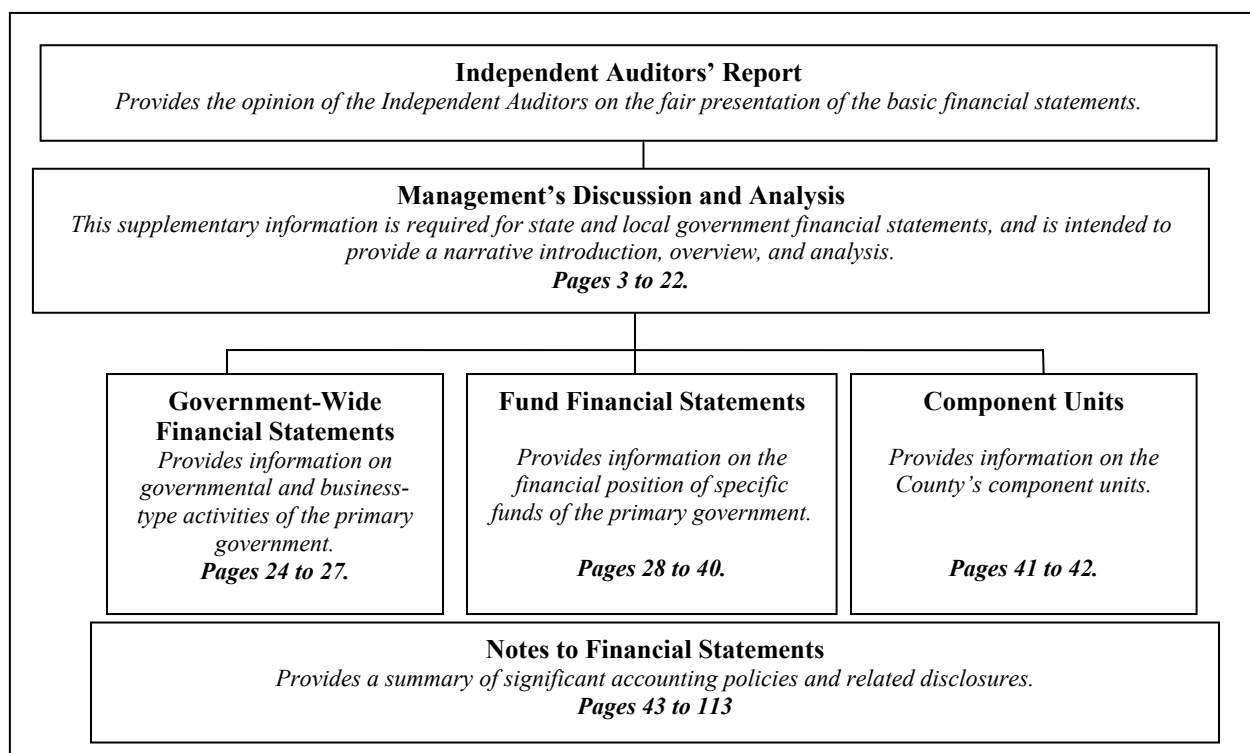 Independent Auditors’ Report
Provides the opinion of the Independent Auditors on the fair presentation of the basic financial statements.
Management’s Discussion and Analysis
This supplementary information is required for state and local government financial statements, and is intended to
provide a narrative introduction, overview, and analysis.
Pages 3 to 22.
Government-Wide
Financial Statements
Provides information on
governmental and business-
type activities of the primary
government.
Pages 24 to 27.
Fund Financial Statements
Provides information on the
financial position of specific
funds of the primary government.
Pages 28 to 40.
Component Units
Provides information on the
County’s component units.
Pages 41 to 42.
Notes to Financial Statements
Provides a summary of significant accounting policies and related disclosures.
Pages 43 to 113